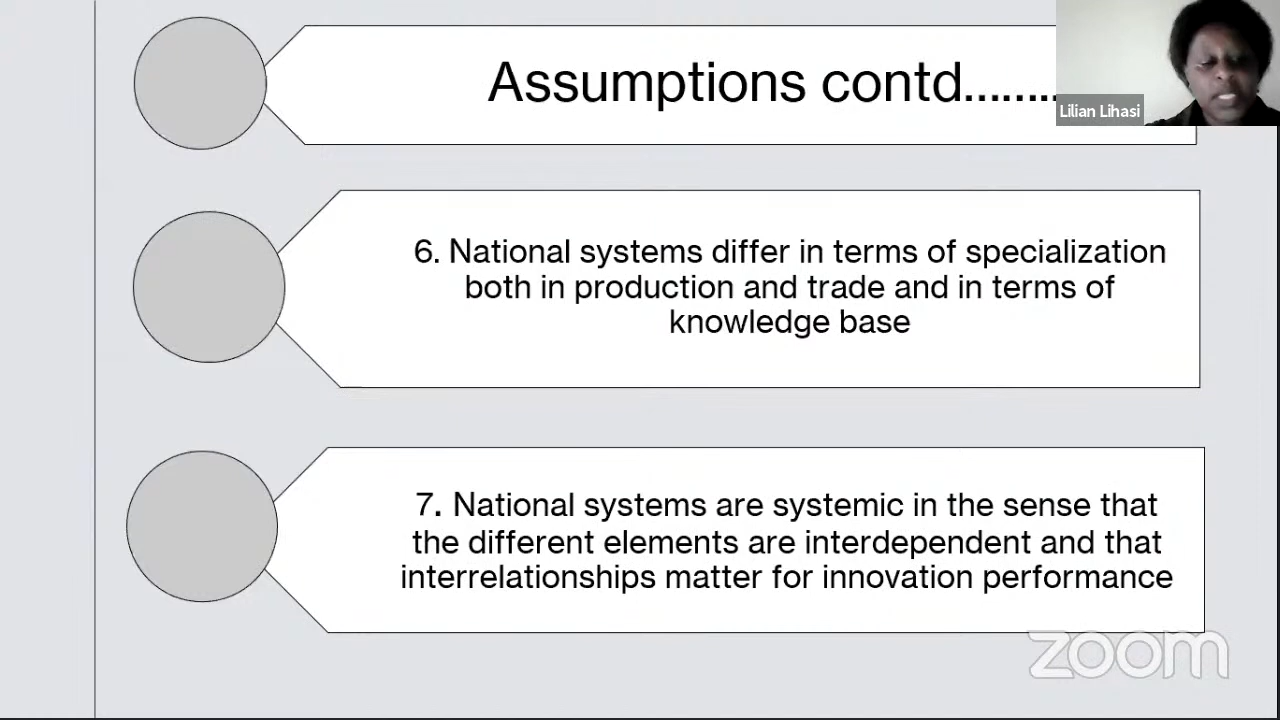 Assumptions contd........
Lilian Lihasi
6. National systems differ in terms of specialization
both in production and trade and in terms of
knowledge base
7. National systems are systemic in the sense that
the different elements are interdependent and that
interrelationships matter for innovation performance
zoom